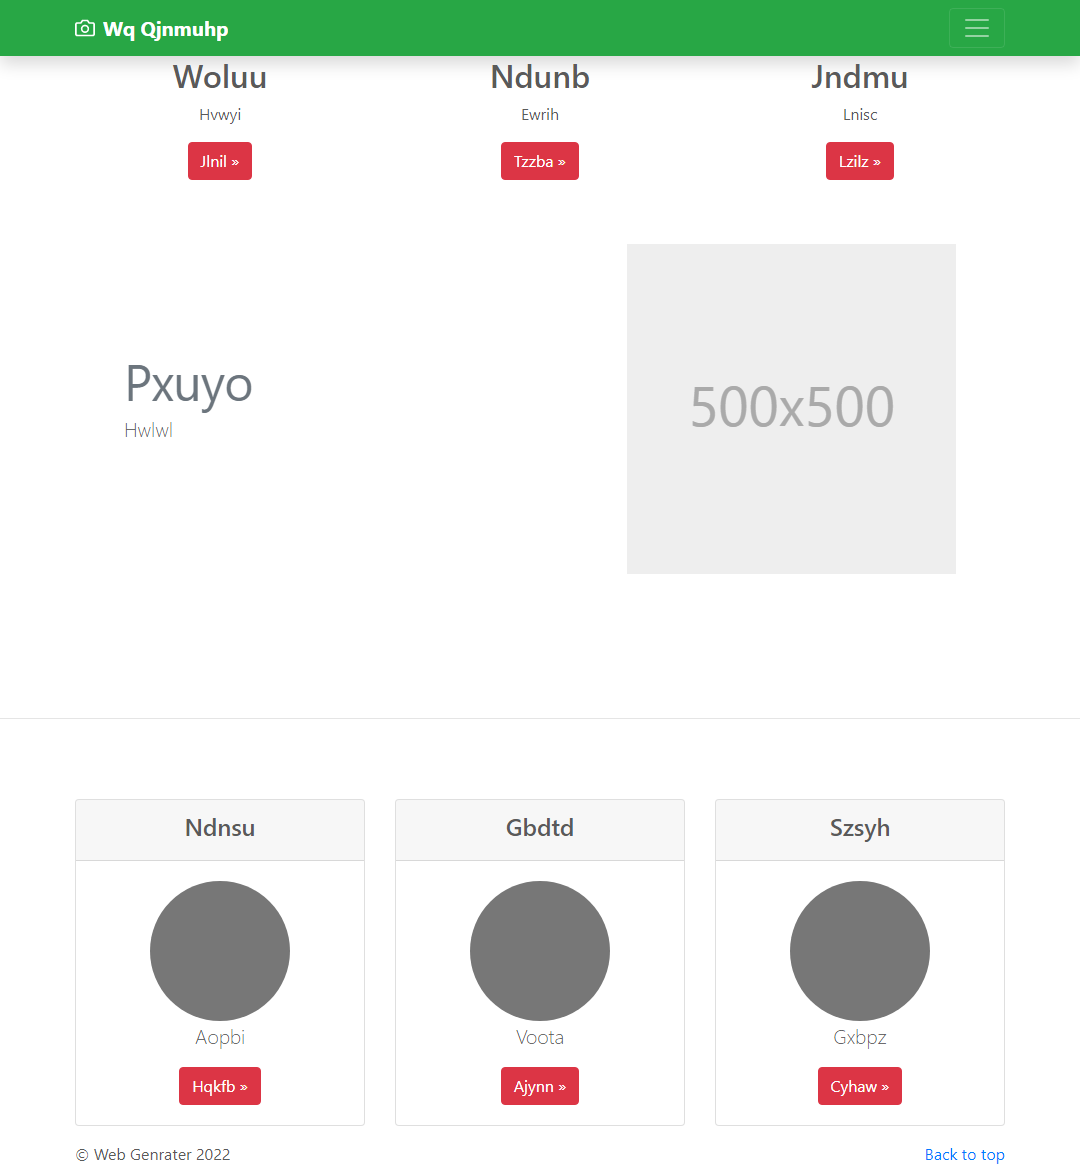 Wq Qjnmuhp
Woluu
Ndunb
Jndmu
Hvwyi
Ewrih
Lnisc
Jlnil »
Tzzba »
Lzilz »
Pxuyo
Hwlwl
500x500
Ndnsu
Gbdtd
Szsyh
Aopbi
Voota
Gxbpz
Hqkfb »
Ajynn »
Cyhaw »
© Web Genrater 2022
Back to top